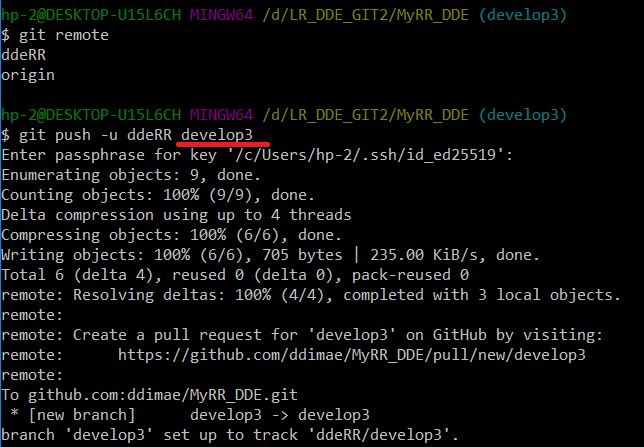 hp-2@DESKTOP-U15L6CH MINGW64 /d/LR_DDE_GIT2/MyRR_DDE (develop3)
$ git remote
ddeRR
origin
hp-2@DESKTOP-U15L6CH MINGW64 /d/LR_DDE_GIT2/MyRR_DDE (develop3)
$ git push -u ddeRR develop3
Enter passphrase for key '/c/Users/hp-2/.ssh/id_ed25519':
Enumerating objects: 9, done.
Counting objects: 100% (9/9), done.
Delta compression using up to 4 threads
Compressing objects: 100% (6/6), done.
Writing objects: 100% (6/6), 705 bytes | 235.00 KiB/s, done.
Total 6 (delta 4), reused 0 (delta 0), pack-reused 0
remote: Resolving deltas: 100% (4/4), completed with 3 local objects.
remote:
remote: Create a pull request for 'develop3' on GitHub by visiting:
remote:      https://github.com/ddimae/MyRR_DDE/pull/new/develop3
remote:
To github.com:ddimae/MyRR_DDE.git
 * [new branch]      develop3 -> develop3
branch 'develop3' set up to track 'ddeRR/develop3'.